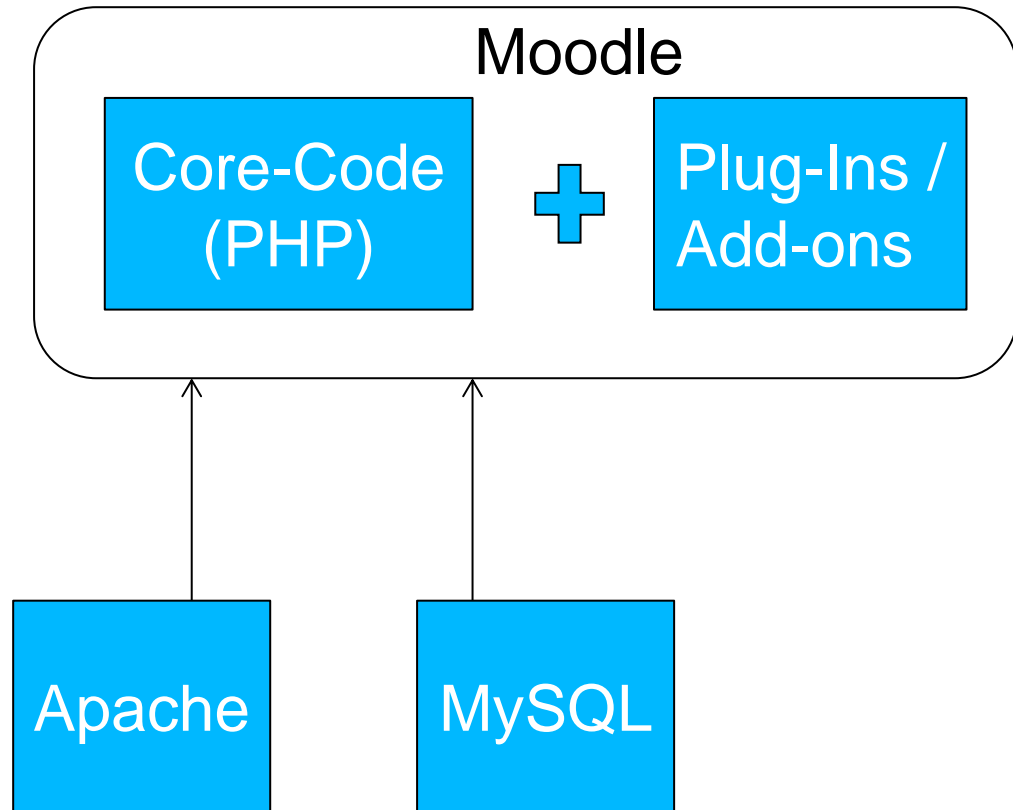 Moodle
Core-Code
(PHP)
Plug-Ins /
Add-ons
Apache
MySQL